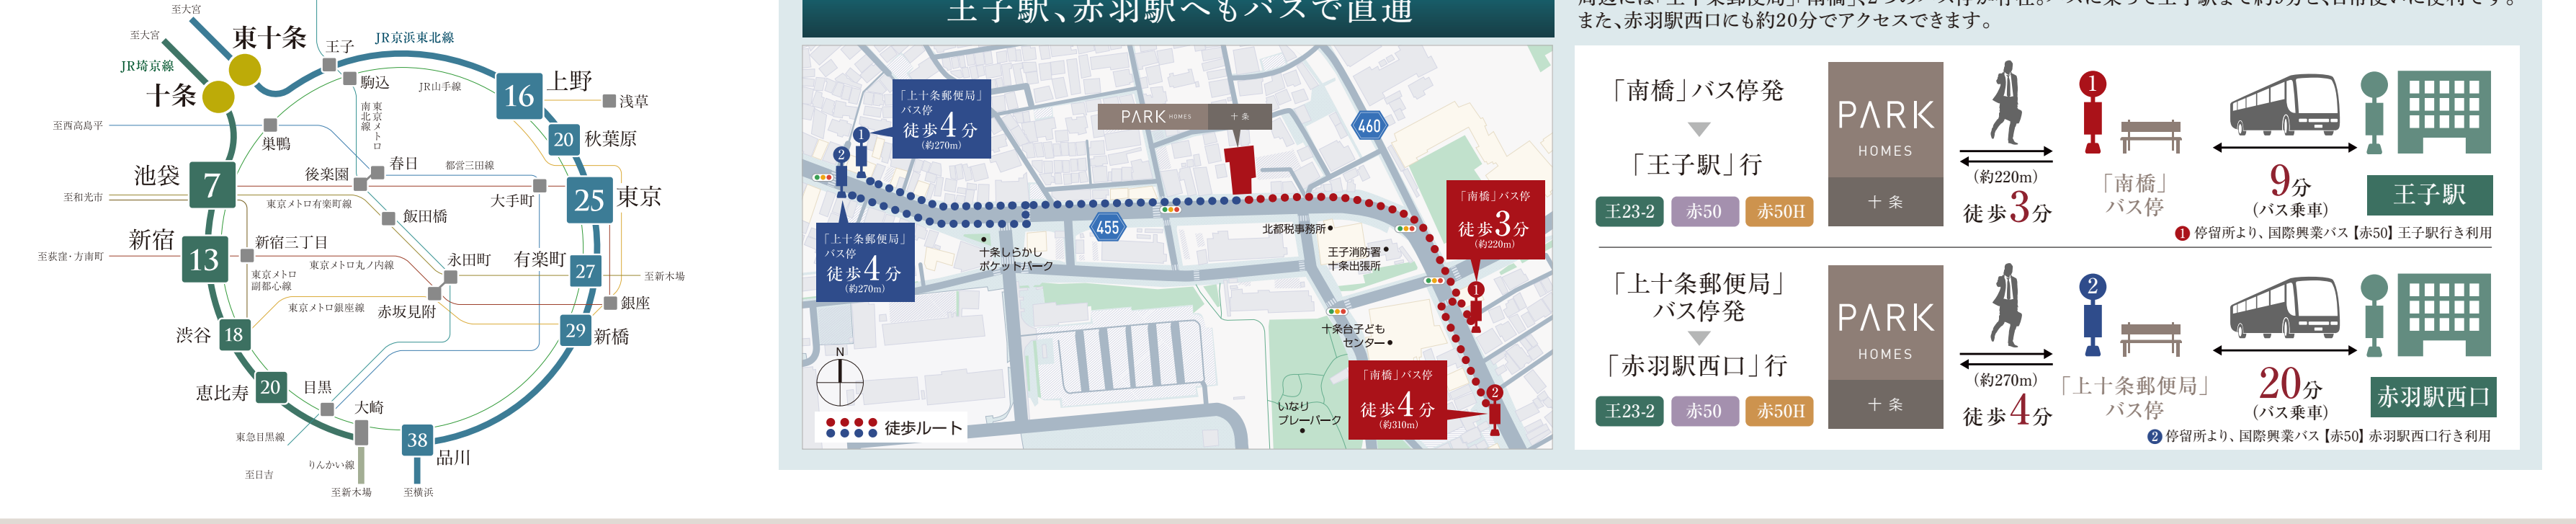 至大宮
東十条
王子
JR京浜東北線
至大宮
JR埼京線
十条
駒込
JR山手線
上野
16
浅草
南北線
東京メトロ
20
秋葉原
至西高島平
巣鴨
春日
都営三田線
後楽園
池袋
7
大手町
25
東京
至和光市
東京メトロ有楽町線
飯田橋
新宿
13
新宿三丁目
至荻窪・方南町
東京メトロ丸ノ内線
永田町
有楽町
27
至新木場
東京メトロ
副都心線
東京メトロ銀座線
赤坂見附
銀座
渋谷
18
29
新橋
恵比寿
20
目黒
大崎
東急目黒線
38
品川
りんかい線
至日吉
至新木場
至横浜
王子駅、赤羽駅へもバスで直通
「上十条郵便局」
バス停
徒歩4分
(約270m)
1
2
PARK HOMES
十条
460
455
「上十条郵便局」
バス停
徒歩4分
(約270m)
十条しらかし
ポケットパーク
北都税事務所
王子消防署
十条出張所
「南橋」バス停
徒歩3分
(約220m)
1
十条台子ども
センター
「南橋」バス停
徒歩4分
(約310m)
2
いなり
プレーパーク
N
徒歩ルート
また、赤羽駅西口にも約20分でアクセスできます。
「南橋」バス停発
「王子駅」行
王23-2
赤50
赤50H
PARK
HOMES
十条
(約220m)
徒歩3分
1
「南橋」
バス停
9分
(バス乗車)
王子駅
1 停留所より、国際興業バス【赤50】王子駅行き利用
「上十条郵便局」
バス停発
「赤羽駅西口」行
王23-2
赤50
赤50H
PARK
HOMES
十条
(約270m)
徒歩4分
2
「上十条郵便局」
バス停
20分
(バス乗車)
赤羽駅西口
2 停留所より、国際興業バス【赤50】赤羽駅西口行き利用